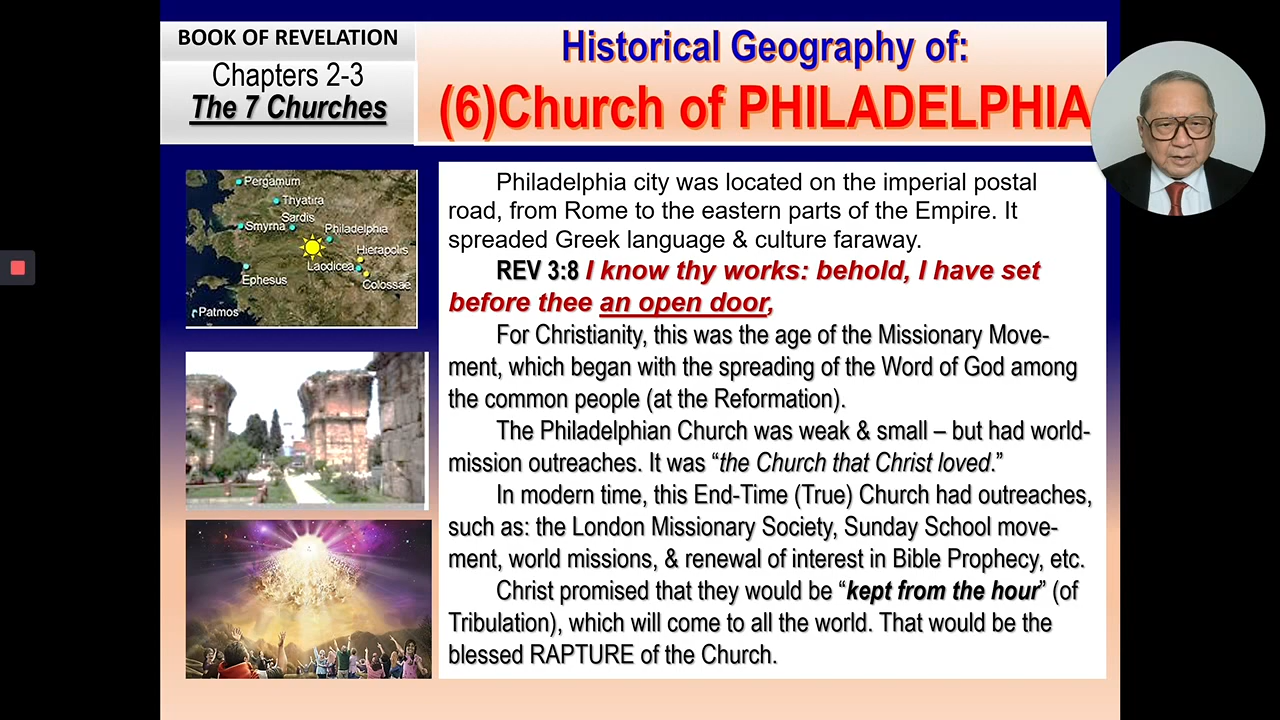 BOOK OF REVELATION
Chapters 2-3
The 7 Churches
Historical Geography of:
(6)Church of PHILADELPHIA
Pergamum
Thyatira
Sardis
Smyrna
Philadelphia
Hierapolis
Laodicea
Ephesus
Colossae
Patmos
Philadelphia city was located on the imperial postal
road, from Rome to the eastern parts of the Empire. It
spreaded Greek language & culture faraway.
REV 3:8 I know thy works: behold, I have set
before thee an open door,
For Christianity, this was the age of the Missionary Move-
ment, which began with the spreading of the Word of God among
the common people (at the Reformation).
The Philadelphian Church was weak & small – but had world-
mission outreaches. It was “the Church that Christ loved.”
In modern time, this End-Time (True) Church had outreaches,
such as: the London Missionary Society, Sunday School move-
ment, world missions, & renewal of interest in Bible Prophecy, etc.
Christ promised that they would be “kept from the hour” (of
Tribulation), which will come to all the world. That would be the
blessed RAPTURE of the Church.